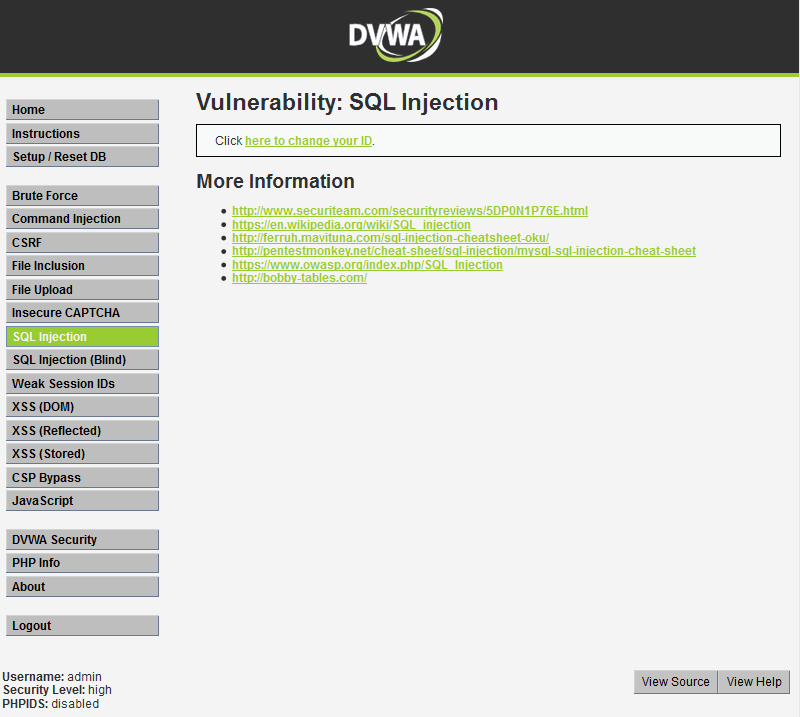 DVWA
Home
Instructions
Setup / Reset DB
Brute Force
Command Injection
CSRF
File Inclusion
File Upload
Insecure CAPTCHA
SQL Injection
SQL Injection (Blind)
Weak Session IDs
XSS (DOM)
XSS (Reflected)
XSS (Stored)
CSP Bypass
JavaScript
DVWA Security
PHP Info
About
Logout
Vulnerability: SQL Injection
Click here to change your ID.
More Information
http://www.securiteam.com/securityreviews/5DP0N1P76E.html
https://en.wikipedia.org/wiki/SQL_injection
http://ferruh.mavituna.com/sql-injection-cheatsheet-oku/
http://pentestmonkey.net/cheat-sheet/sql-injection/mysql-sql-injection-cheat-sheet
https://www.owasp.org/index.php/SQL_Injection
http://bobby-tables.com/
Username: admin
Security Level: high
PHPIDS: disabled
View Source View Help